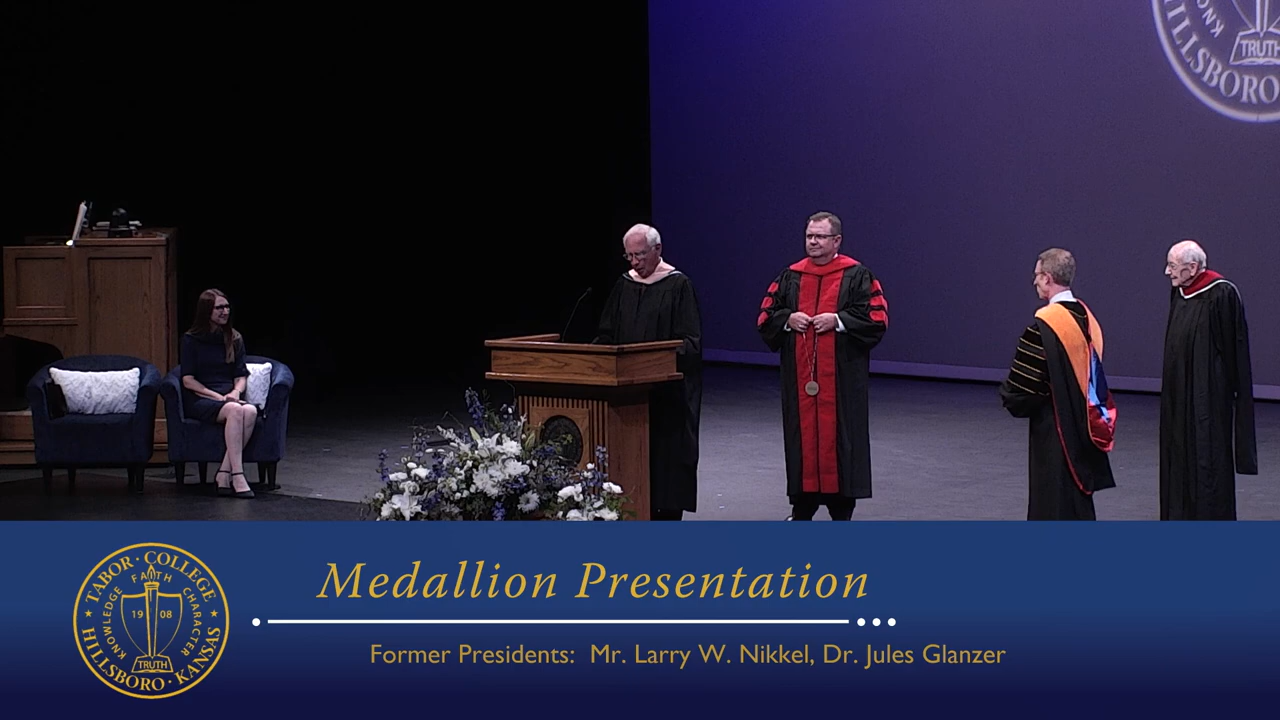 KNO
TRUTH
HILLSBORO
Medallion Presentation
Former Presidents: Mr. Larry W. Nikkel, Dr. Jules Glanzer
TABOR · COLLEGE
FAITH
KNOWLEDGE
CHARACTER
19 08
TRUTH
HILLSBORO · KANSAS